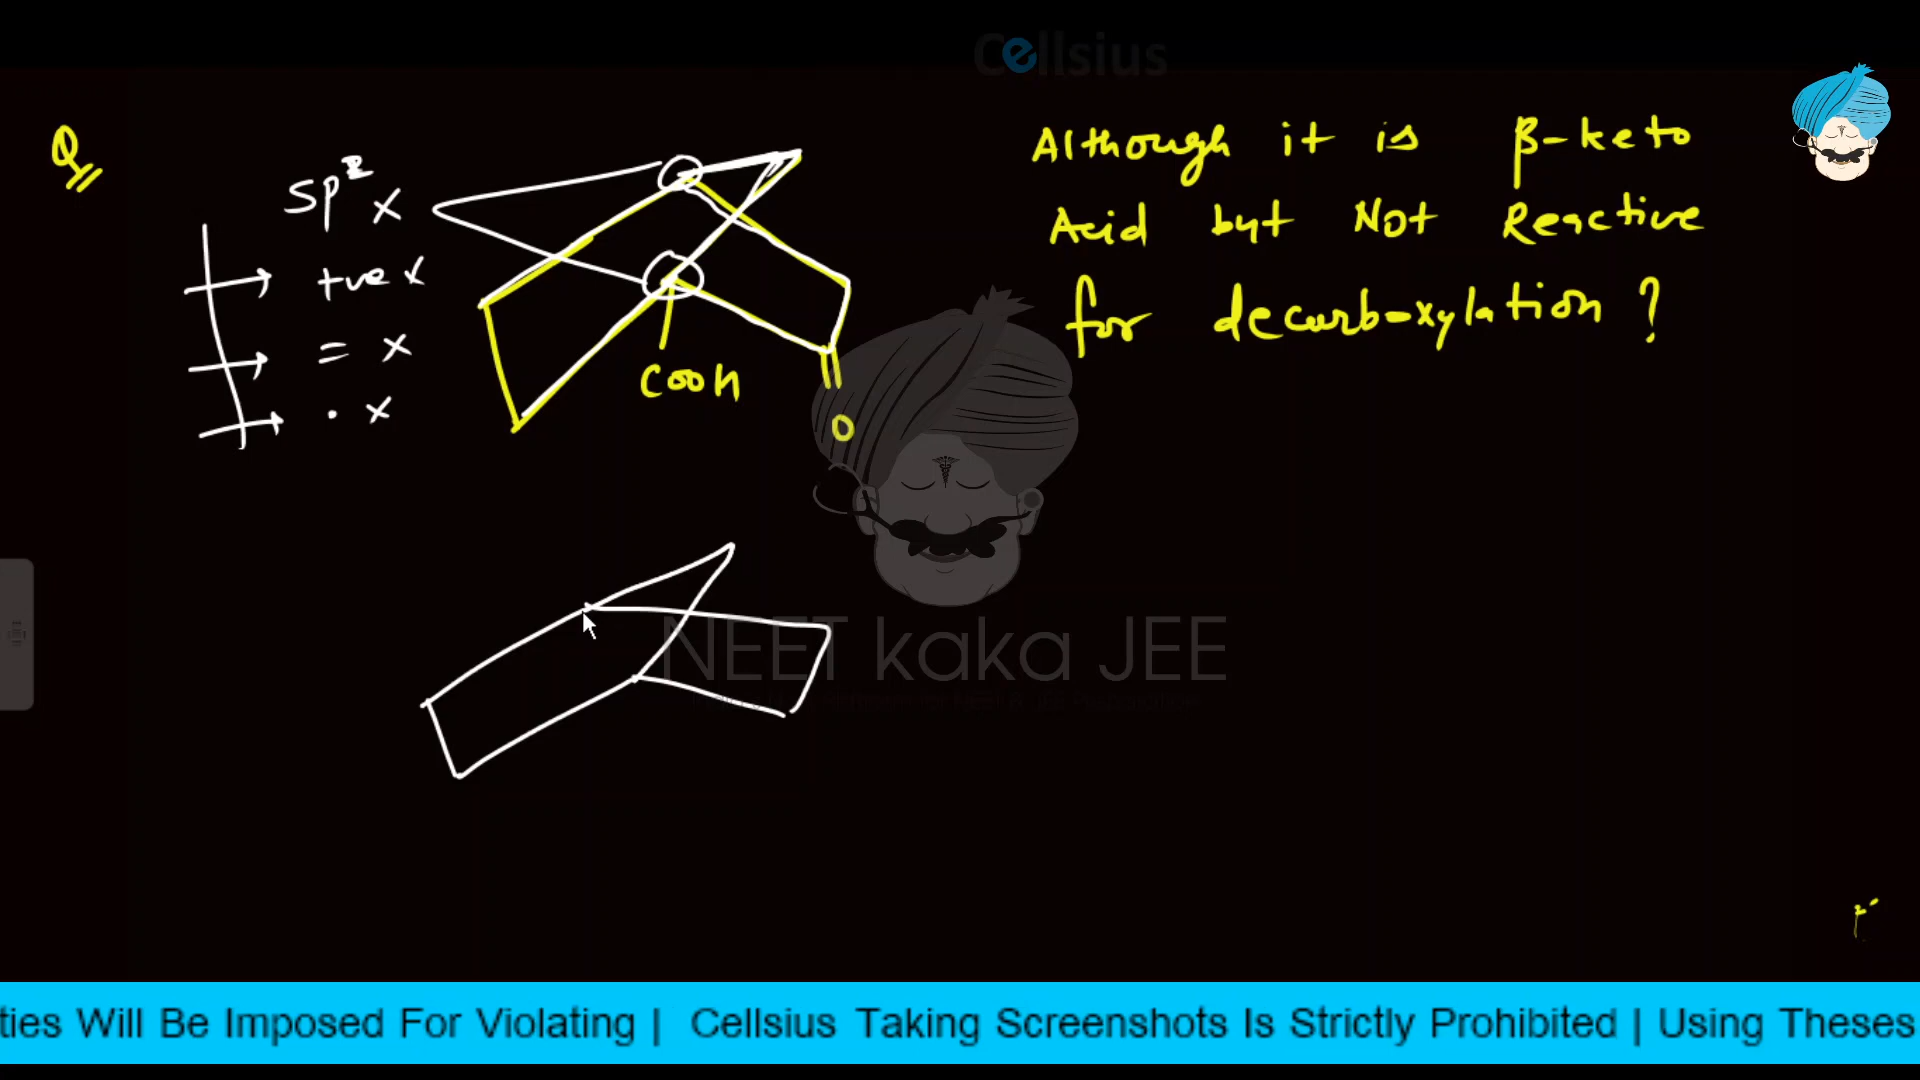 Cellsius
Q
Although it is β-keto
Acid byt Not Reactive
for decarboxylation ?
SP² x
+ve x
= x
· x
COOH
O
NEET kaka JEE
ties Will Be Imposed For Violating | Cellsius Taking Screenshots Is Strictly Prohibited | Using Theses